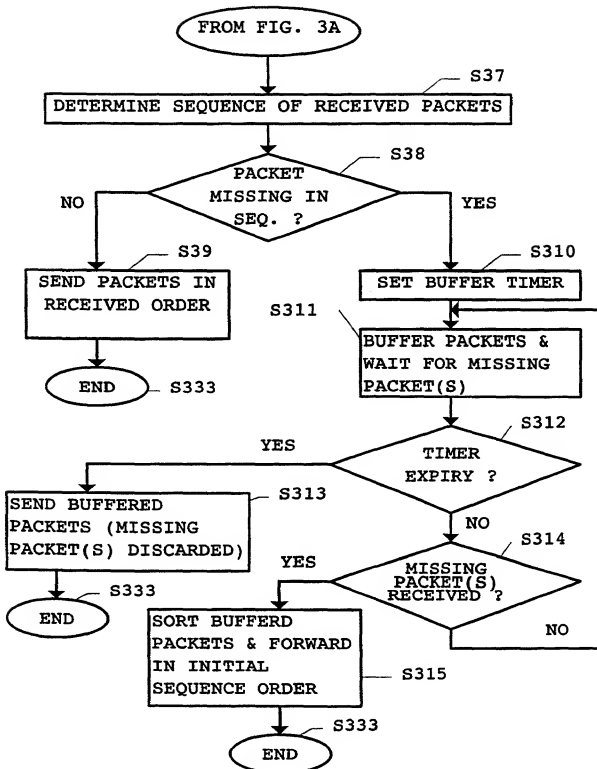 FROM FIG. 3A
S37
DETERMINE SEQUENCE OF RECEIVED PACKETS
S38
PACKET
MISSING IN
SEQ. ?
NO
YES
S39
SEND PACKETS IN
RECEIVED ORDER
S310
SET BUFFER TIMER
S311
BUFFER PACKETS &
WAIT FOR MISSING
PACKET(S)
END
S333
S312
TIMER
EXPIRY ?
YES
NO
S313
SEND BUFFERED
PACKETS (MISSING
PACKET(S) DISCARDED)
S314
MISSING
PACKET(S)
RECEIVED ?
YES
NO
S333
END
SORT BUFFERD
PACKETS & FORWARD
IN INITIAL
SEQUENCE ORDER
S315
S333
END